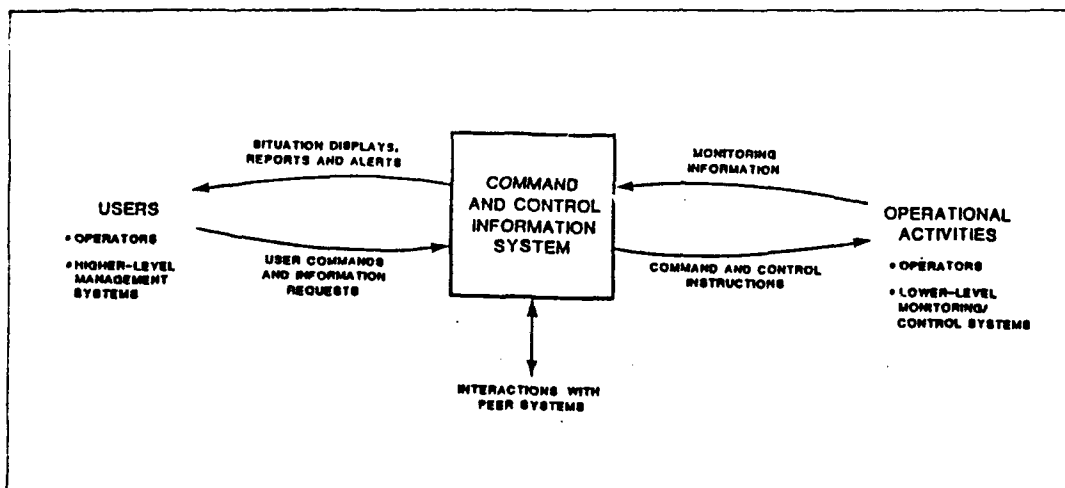 SITUATION DISPLAYS,
REPORTS AND ALERTS
USERS
• OPERATORS
• HIGHER-LEVEL
MANAGEMENT
SYSTEMS
USER COMMANDS
AND INFORMATION
REQUESTS
COMMAND
AND CONTROL
INFORMATION
SYSTEM
MONITORING
INFORMATION
COMMAND AND CONTROL
INSTRUCTIONS
OPERATIONAL
ACTIVITIES
• OPERATORS
• LOWER-LEVEL
MONITORING/
CONTROL SYSTEMS
INTERACTIONS WITH
PEER SYSTEMS